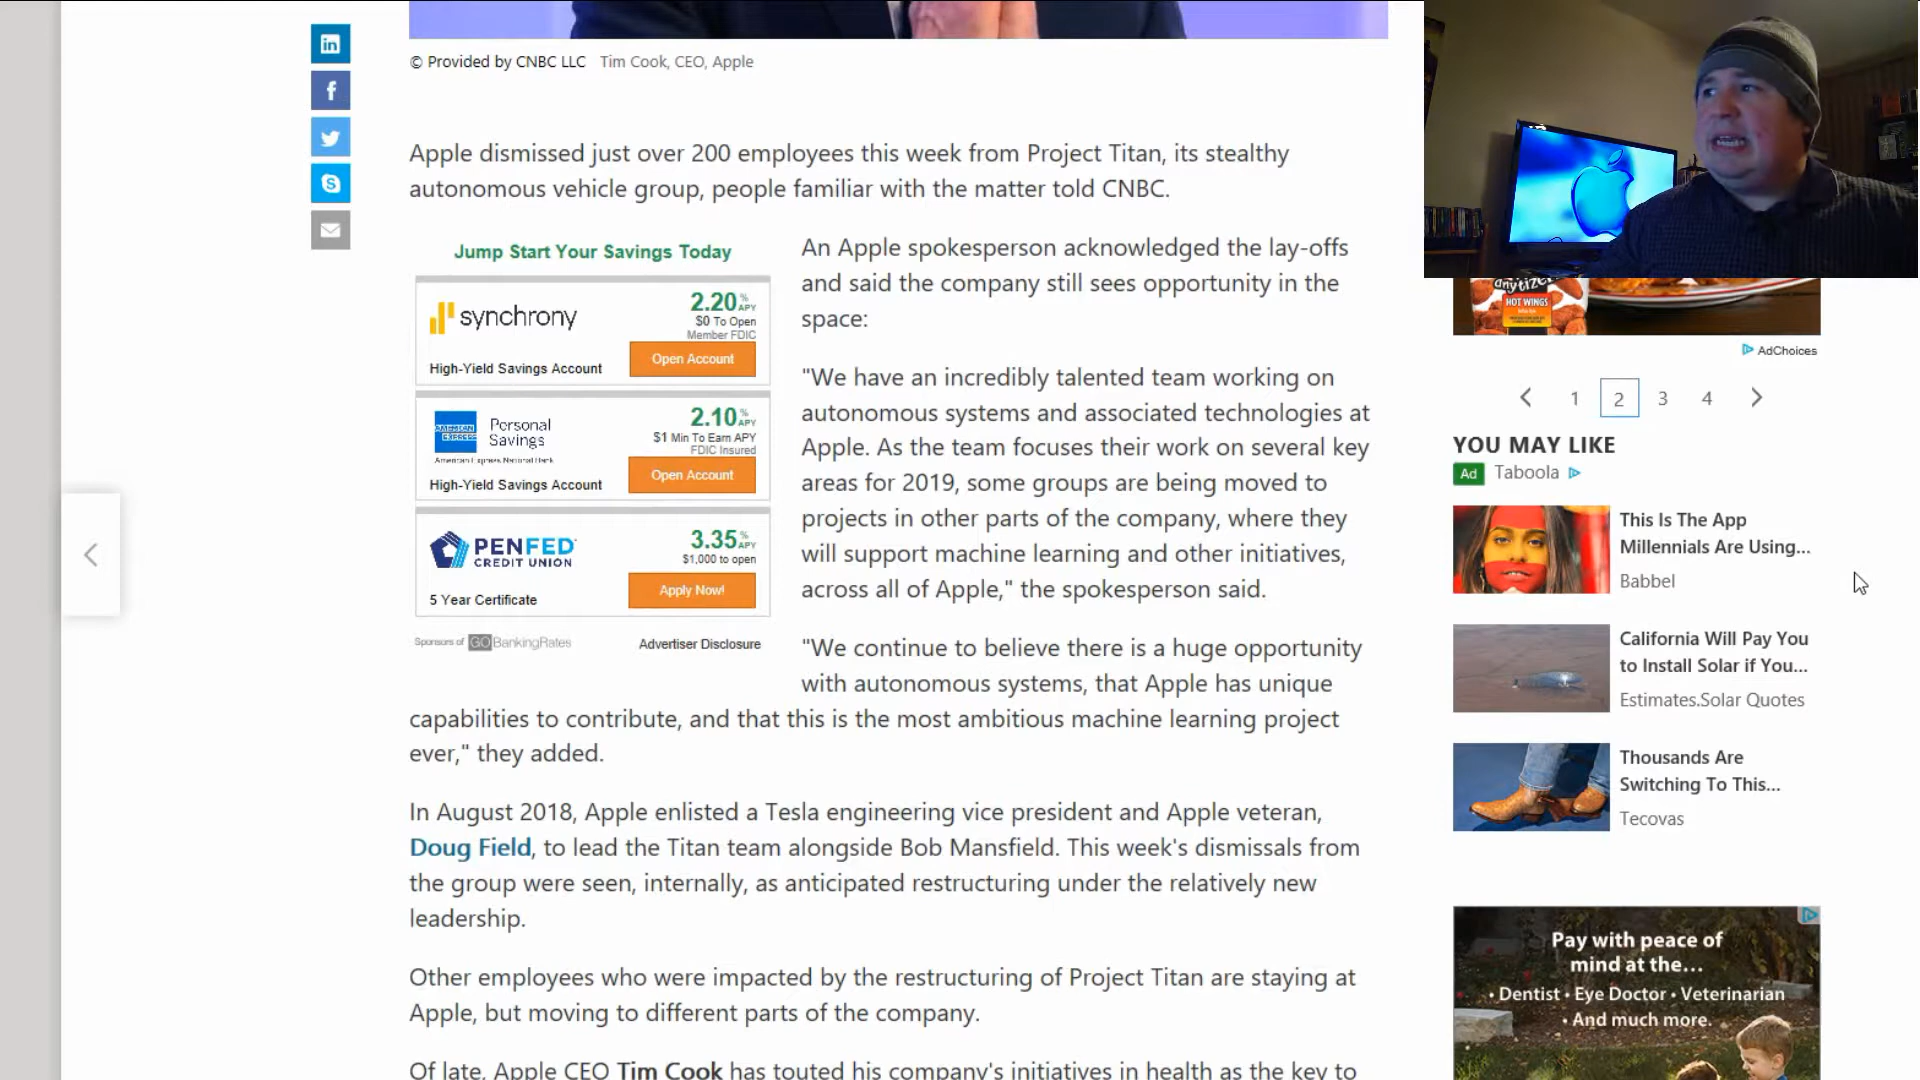 © Provided by CNBC LLC Tim Cook, CEO, Apple
Apple dismissed just over 200 employees this week from Project Titan, its stealthy
autonomous vehicle group, people familiar with the matter told CNBC.
Jump Start Your Savings Today
synchrony
2.20% APY
$0 To Open
Member FDIC
High-Yield Savings Account
Open Account
AMERICAN EXPRESS
Personal
Savings
American Express National Bank
2.10% APY
$1 Min To Earn APY
FDIC Insured
High-Yield Savings Account
Open Account
PENFED
CREDIT UNION
3.35% APY
$1,000 to open
5 Year Certificate
Apply Now!
Sponsors of GOBankingRates
Advertiser Disclosure
An Apple spokesperson acknowledged the lay-offs
and said the company still sees opportunity in the
space:
"We have an incredibly talented team working on
autonomous systems and associated technologies at
Apple. As the team focuses their work on several key
areas for 2019, some groups are being moved to
projects in other parts of the company, where they
will support machine learning and other initiatives,
across all of Apple," the spokesperson said.
"We continue to believe there is a huge opportunity
with autonomous systems, that Apple has unique
capabilities to contribute, and that this is the most ambitious machine learning project
ever," they added.
In August 2018, Apple enlisted a Tesla engineering vice president and Apple veteran,
Doug Field, to lead the Titan team alongside Bob Mansfield. This week's dismissals from
the group were seen, internally, as anticipated restructuring under the relatively new
leadership.
Other employees who were impacted by the restructuring of Project Titan are staying at
Apple, but moving to different parts of the company.
Of late, Apple CEO Tim Cook has touted his company's initiatives in health as the key to
anytizers
HOT WINGS
AdChoices
1 2 3 4
YOU MAY LIKE
Ad Taboola
This Is The App
Millennials Are Using...
Babbel
California Will Pay You
to Install Solar if You...
Estimates.Solar Quotes
Thousands Are
Switching To This...
Tecovas
Pay with peace of
mind at the...
• Dentist • Eye Doctor • Veterinarian
• And much more.